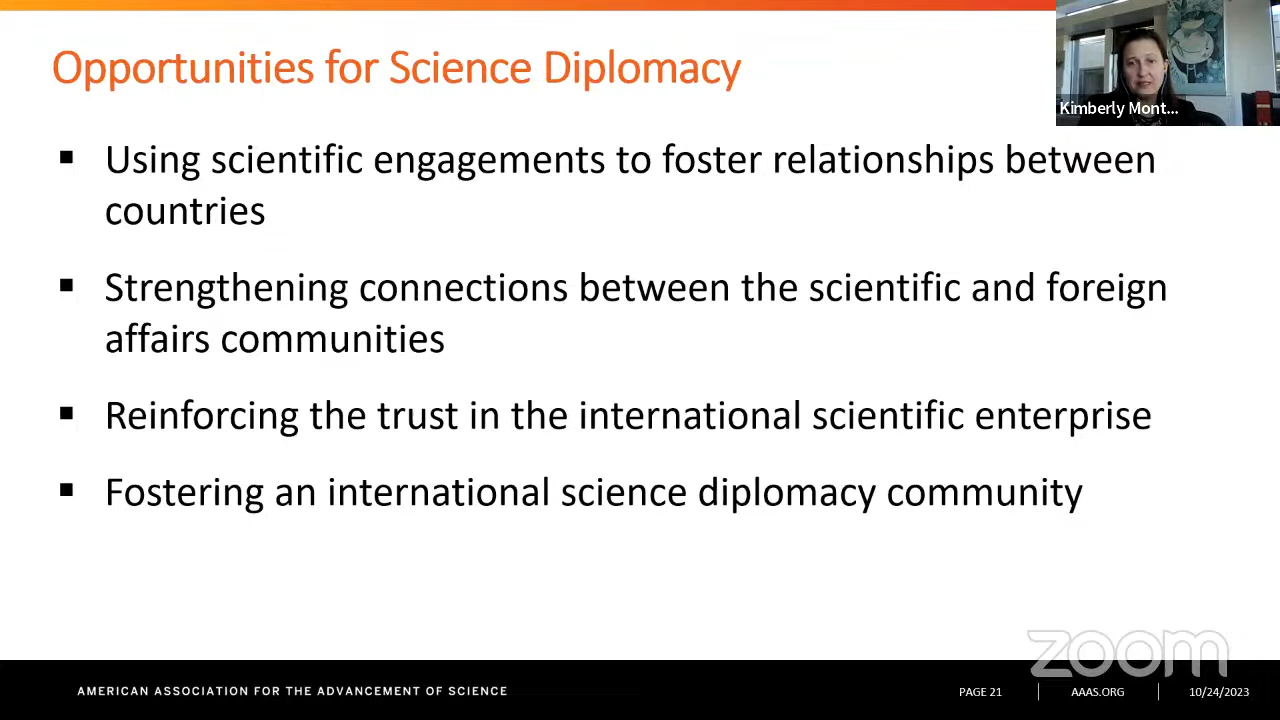 Opportunities for Science Diplomacy
Kimberly Mont...
▪ Using scientific engagements to foster relationships between
countries
▪ Strengthening connections between the scientific and foreign
affairs communities
▪ Reinforcing the trust in the international scientific enterprise
▪ Fostering an international science diplomacy community
zoom
AMERICAN ASSOCIATION FOR THE ADVANCEMENT OF SCIENCE
PAGE 21 AAAS.ORG 10/24/2023